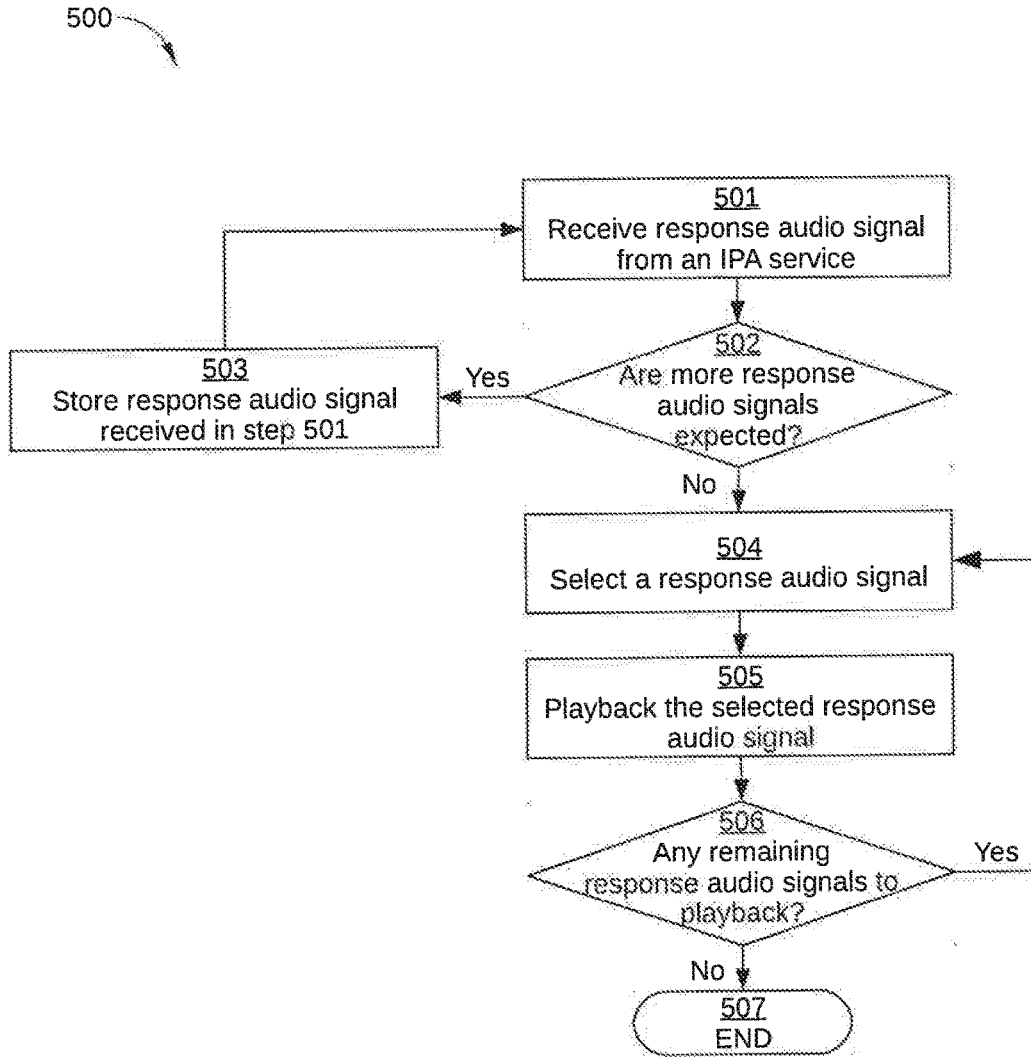 500
501
Receive response audio signal
from an IPA service
502
Are more response
audio signals
expected?
Yes
503
Store response audio signal
received in step 501
No
504
Select a response audio signal
505
Playback the selected response
audio signal
506
Any remaining
response audio signals to
playback?
Yes
No
507
END